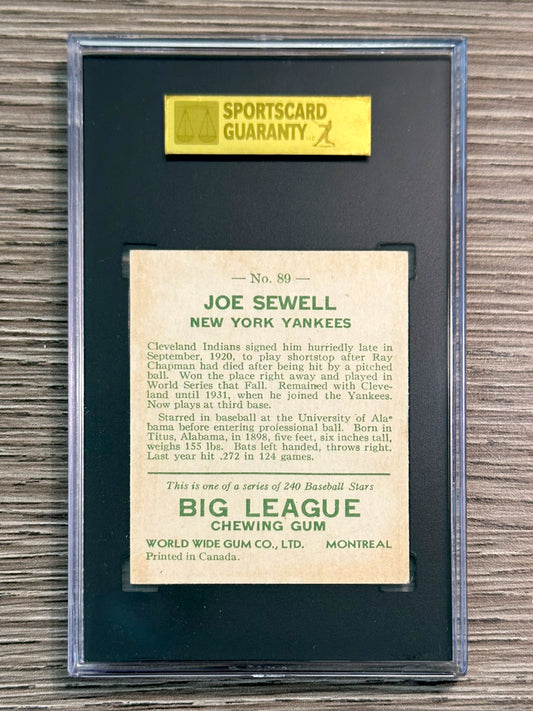 SPORTSCARD
GUARANTY
— No. 89 —
JOE SEWELL
NEW YORK YANKEES
Cleveland Indians signed him hurriedly late in
September, 1920, to play shortstop after Ray
Chapman had died after being hit by a pitched
ball. Won the place right away and played in
World Series that Fall. Remained with Cleve-
land until 1931, when he joined the Yankees.
Now plays at third base.
Starred in baseball at the University of Ala-
bama before entering professional ball. Born in
Titus, Alabama, in 1898, five feet, six inches tall,
weighs 155 lbs. Bats left handed, throws right.
Last year hit .272 in 124 games.
This is one of a series of 240 Baseball Stars
BIG LEAGUE
CHEWING GUM
WORLD WIDE GUM CO., LTD. MONTREAL
Printed in Canada.